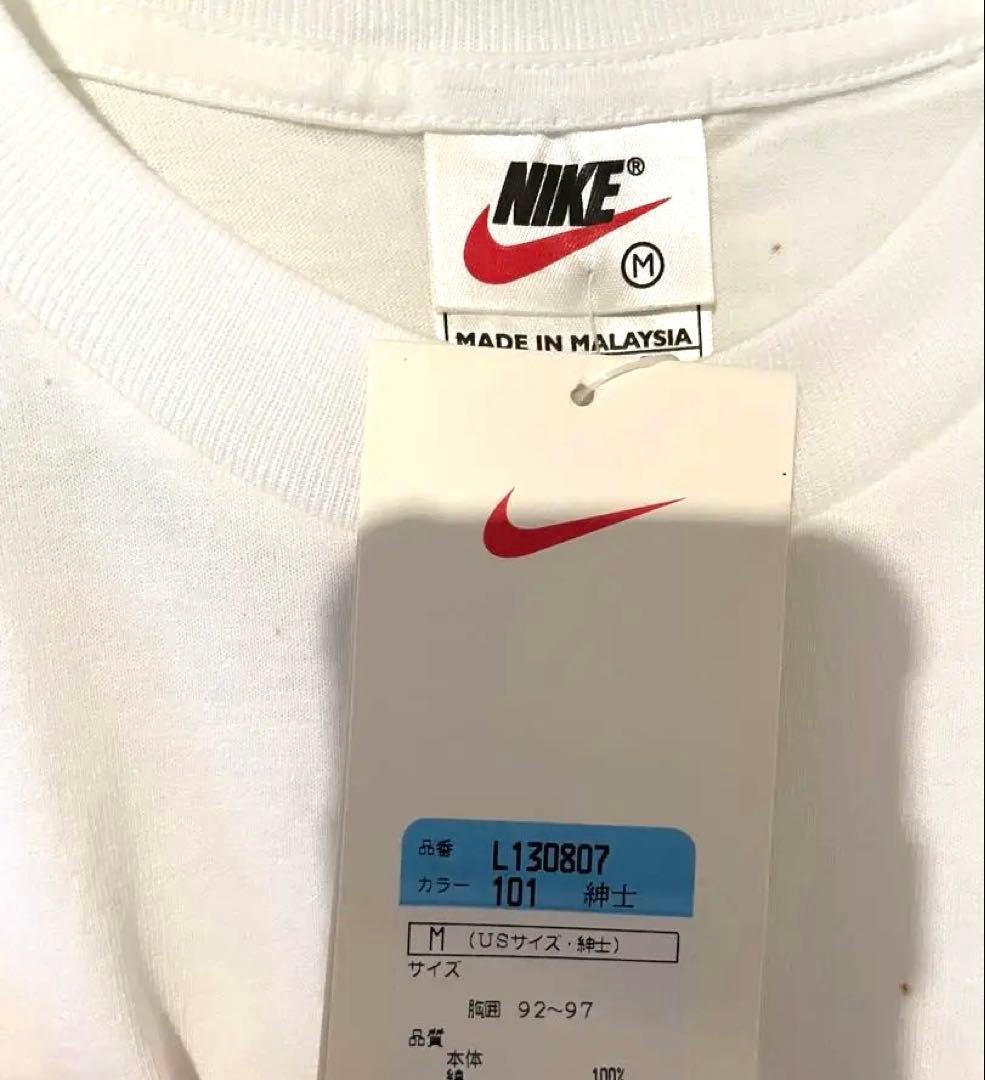 NIKE®
M
MADE IN MALAYSIA
品番 L130807
カラー 101 紳士
M (USサイズ・紳士)
サイズ
胸囲 92~97
品質
本体
綿 100%